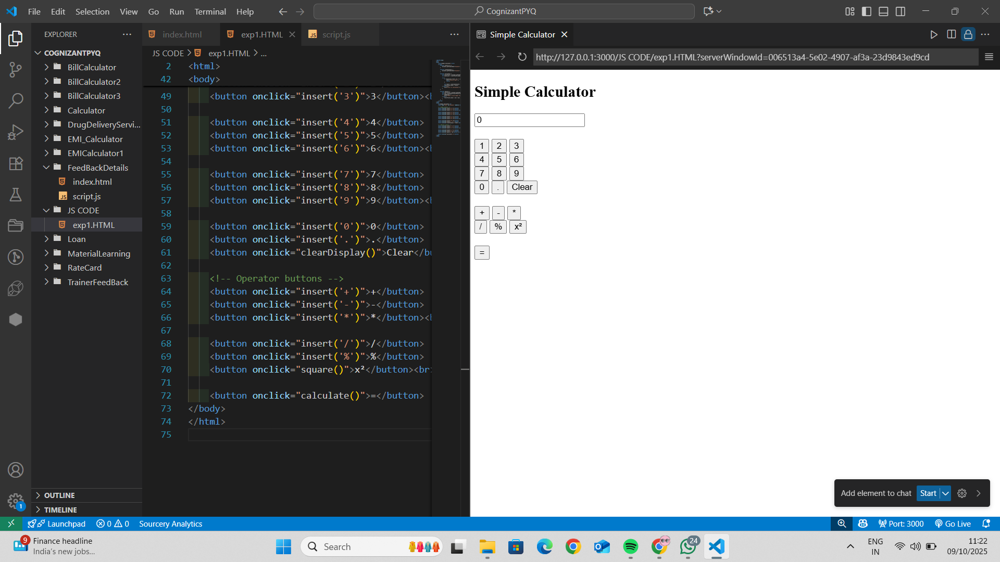 File Edit Selection View Go Run Terminal Help
CognizantPYQ
EXPLORER
COGNIZANTPYQ
BillCalculator
BillCalculator2
BillCalculator3
Calculator
DrugDeliveryServi...
EMI_Calculator
EMICalculator1
FeedBackDetails
index.html
script.js
JS CODE
exp1.HTML
Loan
MaterialLearning
RateCard
TrainerFeedBack
OUTLINE
TIMELINE
index.html exp1.HTML script.js
JS CODE > exp1.HTML > ...
2 <html>
42 <body>
49 <button onclick="insert('3')">3</button><b
50
51 <button onclick="insert('4')">4</button>
52 <button onclick="insert('5')">5</button>
53 <button onclick="insert('6')">6</button><b
54
55 <button onclick="insert('7')">7</button>
56 <button onclick="insert('8')">8</button>
57 <button onclick="insert('9')">9</button><b
58
59 <button onclick="insert('0')">0</button>
60 <button onclick="insert('.')">.</button>
61 <button onclick="clearDisplay()">Clear</bu
62
63 <!-- Operator buttons -->
64 <button onclick="insert('+')">+</button>
65 <button onclick="insert('-')">-</button>
66 <button onclick="insert('*')">*</button><b
67
68 <button onclick="insert('/')">/</button>
69 <button onclick="insert('%')">%</button>
70 <button onclick="square()">x²</button><br
71
72 <button onclick="calculate()">=</button>
73 </body>
74 </html>
75
Simple Calculator
http://127.0.0.1:3000/JS CODE/exp1.HTML?serverWindowId=006513a4-5e02-4907-af3a-23d9843ed9cd
Simple Calculator
0
1 2 3
4 5 6
7 8 9
0 . Clear
+ - *
/ % x²
=
Add element to chat Start
1
Launchpad 0 0 Sourcery Analytics
Port: 3000 Go Live
9
Finance headline
India's new jobs...
Search
24
ENG
IN
11:22
09/10/2025